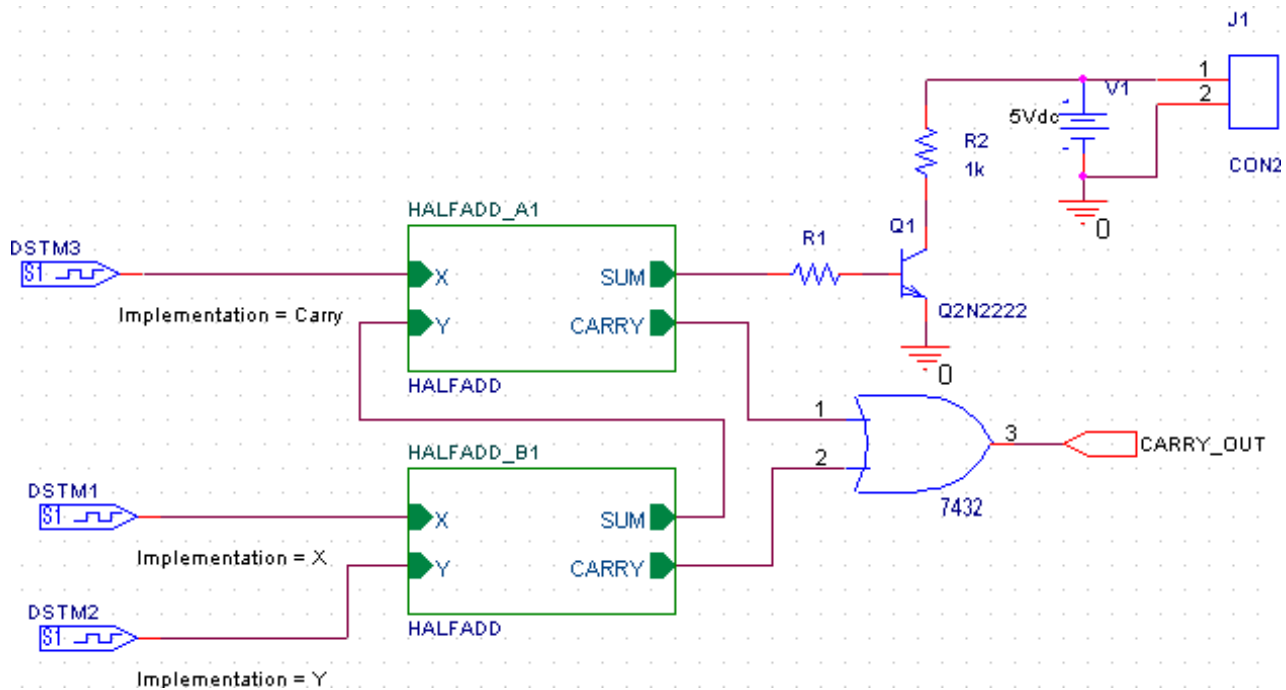 J1
1
V1
2
5Vdc
R2
1k
CON2
0
HALFADD_A1
Q1
R1
DSTM3
S1
X
SUM
Implementation = Carry
Y
CARRY
Q2N2222
HALFADD
0
1
3
CARRY_OUT
2
7432
HALFADD_B1
DSTM1
S1
X
SUM
Implementation = X
Y
CARRY
DSTM2
S1
HALFADD
Implementation = Y